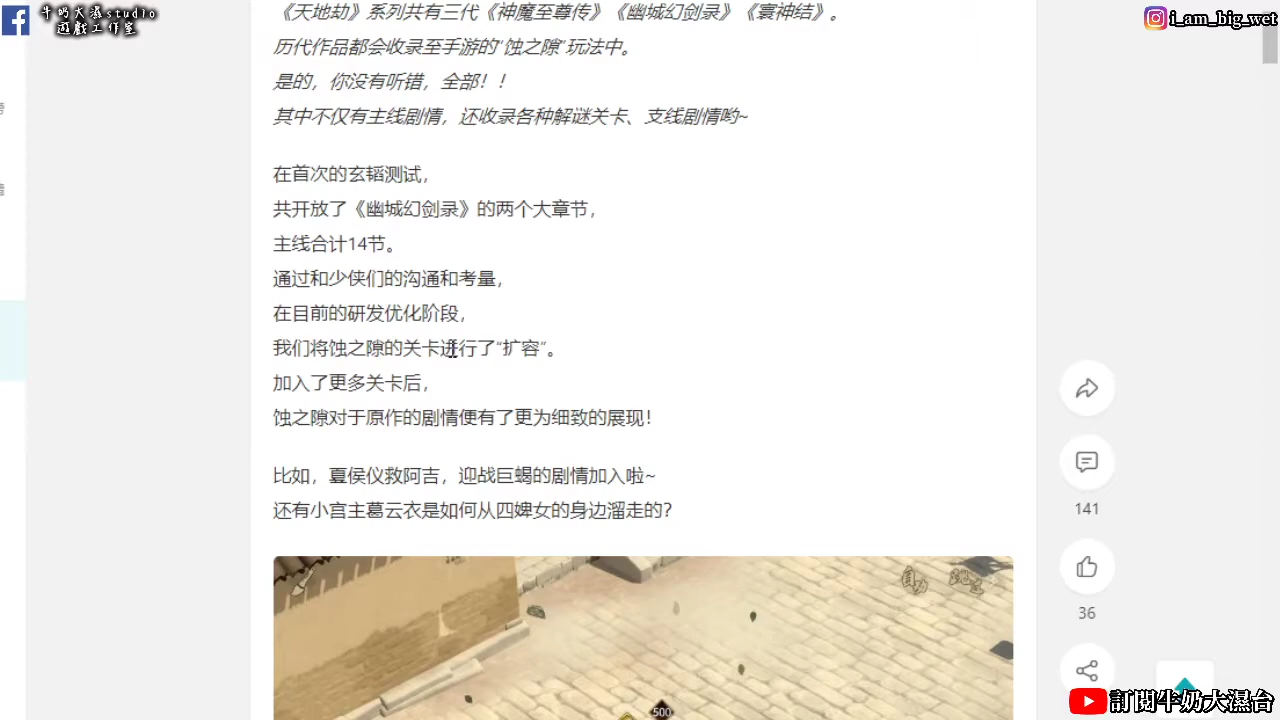 牛奶大濕studio
遊戲工作室
i_am_big_wet
《天地劫》系列共有三代《神魔至尊传》《幽城幻剑录》《寰神结》。
历代作品都会收录至手游的“蚀之隙”玩法中。
是的，你没有听错，全部！！
其中不仅有主线剧情，还收录各种解谜关卡、支线剧情哟~
在首次的玄韬测试，
共开放了《幽城幻剑录》的两个大章节，
主线合计14节。
通过和少侠们的沟通和考量，
在目前的研发优化阶段，
我们将蚀之隙的关卡进行了“扩容”。
加入了更多关卡后，
蚀之隙对于原作的剧情便有了更为细致的展现！
比如，夏侯仪救阿吉，迎战巨蝎的剧情加入啦~
还有小宫主葛云衣是如何从四婢女的身边溜走的？
500
141
36
訂閱牛奶大濕台